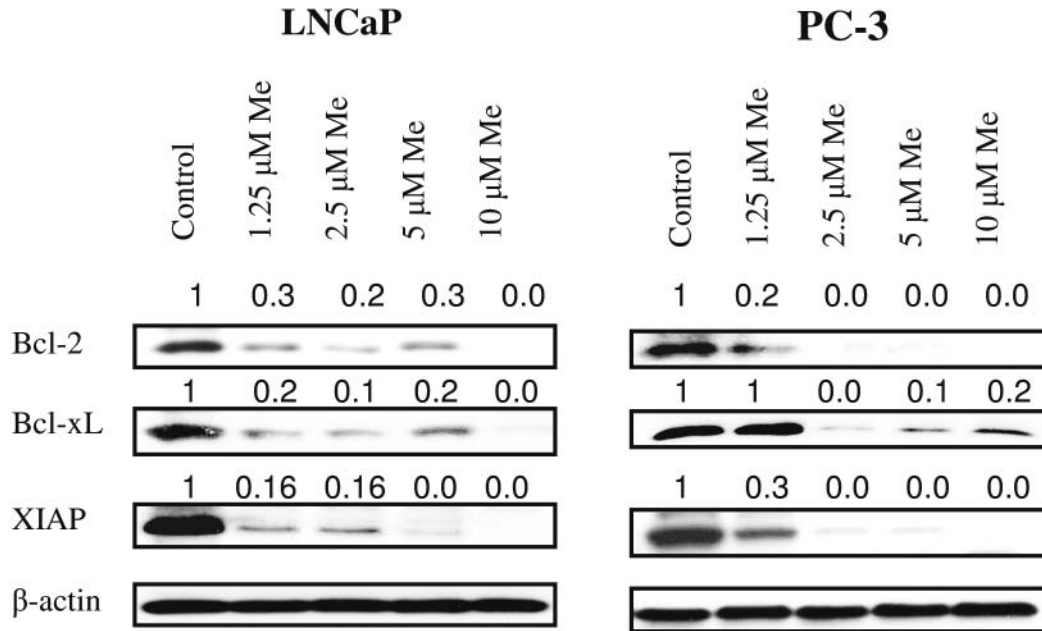 LNCaP PC-3
Control 1.25 µM Me 2.5 µM Me 5 µM Me 10 µM Me Control 1.25 µM Me 2.5 µM Me 5 µM Me 10 µM Me
1 0.3 0.2 0.3 0.0 1 0.2 0.0 0.0 0.0
Bcl-2
1 0.2 0.1 0.2 0.0 1 1 0.0 0.1 0.2
Bcl-xL
1 0.16 0.16 0.0 0.0 1 0.3 0.0 0.0 0.0
XIAP
β-actin